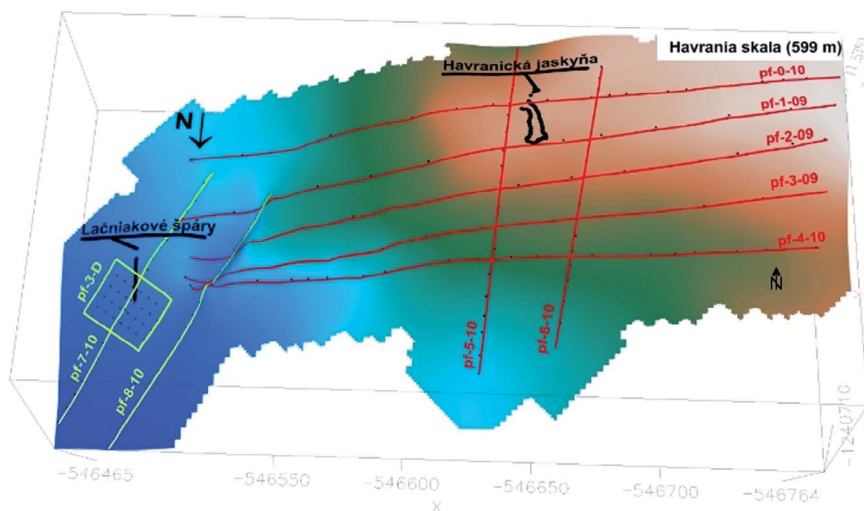 Havrania skala (599 m)
Havranická jaskyňa
pf-0-10
pf-1-09
pf-2-09
pf-3-09
pf-4-10
N
Lačniakové špáry
pf-3-D
pf-7-10
pf-8-10
pf-5-10
pf-6-10
N
-1240710
-546465
-546550
-546600
-546650
-546700
-546764
X